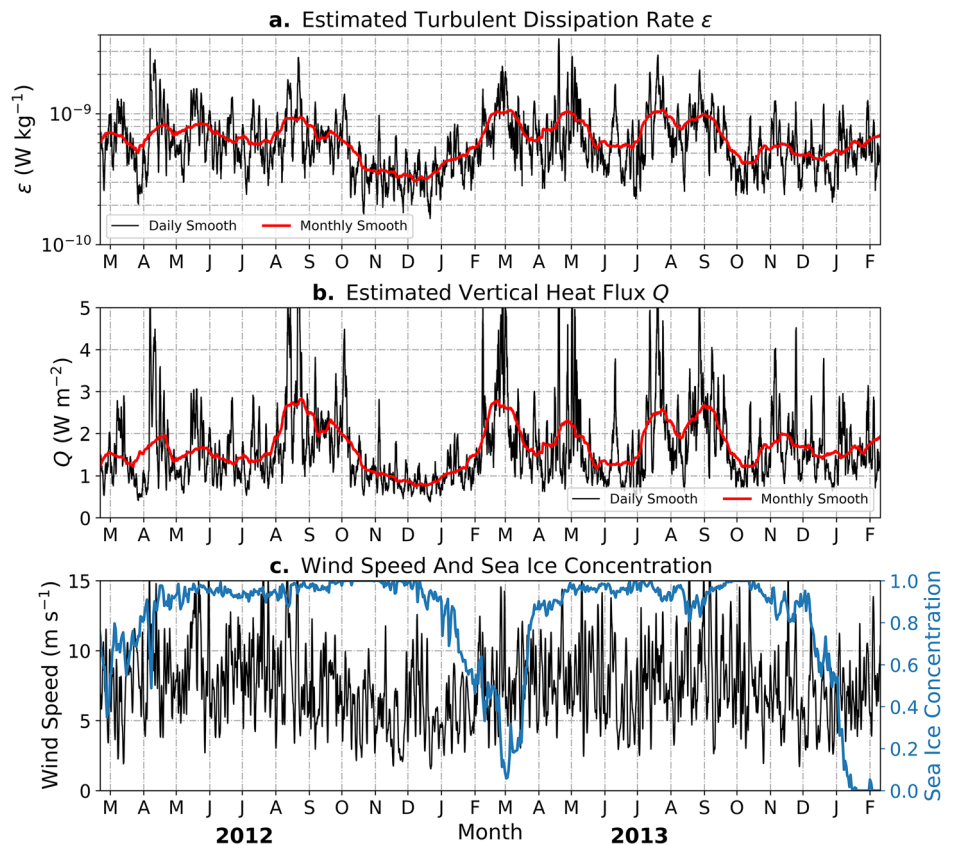 a. Estimated Turbulent Dissipation Rate ε
ε (W kg⁻¹)
10⁻⁹
10⁻¹⁰
Daily Smooth Monthly Smooth
M A M J J A S O N D J F M A M J J A S O N D J F
b. Estimated Vertical Heat Flux Q
Q (W m⁻²)
5
4
3
2
1
0
Daily Smooth Monthly Smooth
M A M J J A S O N D J F M A M J J A S O N D J F
c. Wind Speed And Sea Ice Concentration
Wind Speed (m s⁻¹)
15
10
5
0
1.0
0.8
0.6
0.4
0.2
0.0
Sea Ice Concentration
M A M J J A S O N D J F M A M J J A S O N D J F
2012 Month 2013